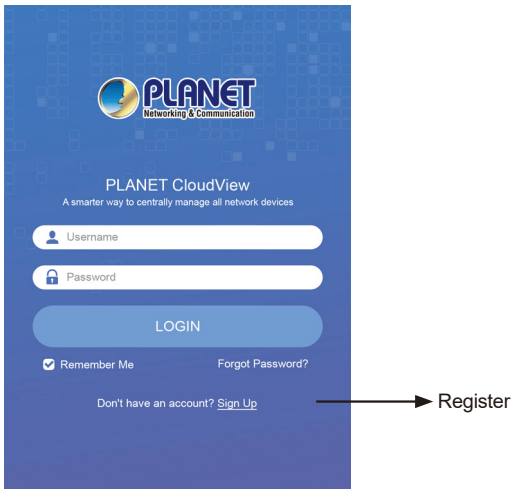 PLANET
Networking & Communication
PLANET CloudView
A smarter way to centrally manage all network devices
Username
Password
LOGIN
Remember Me Forgot Password?
Don't have an account? Sign Up
Register